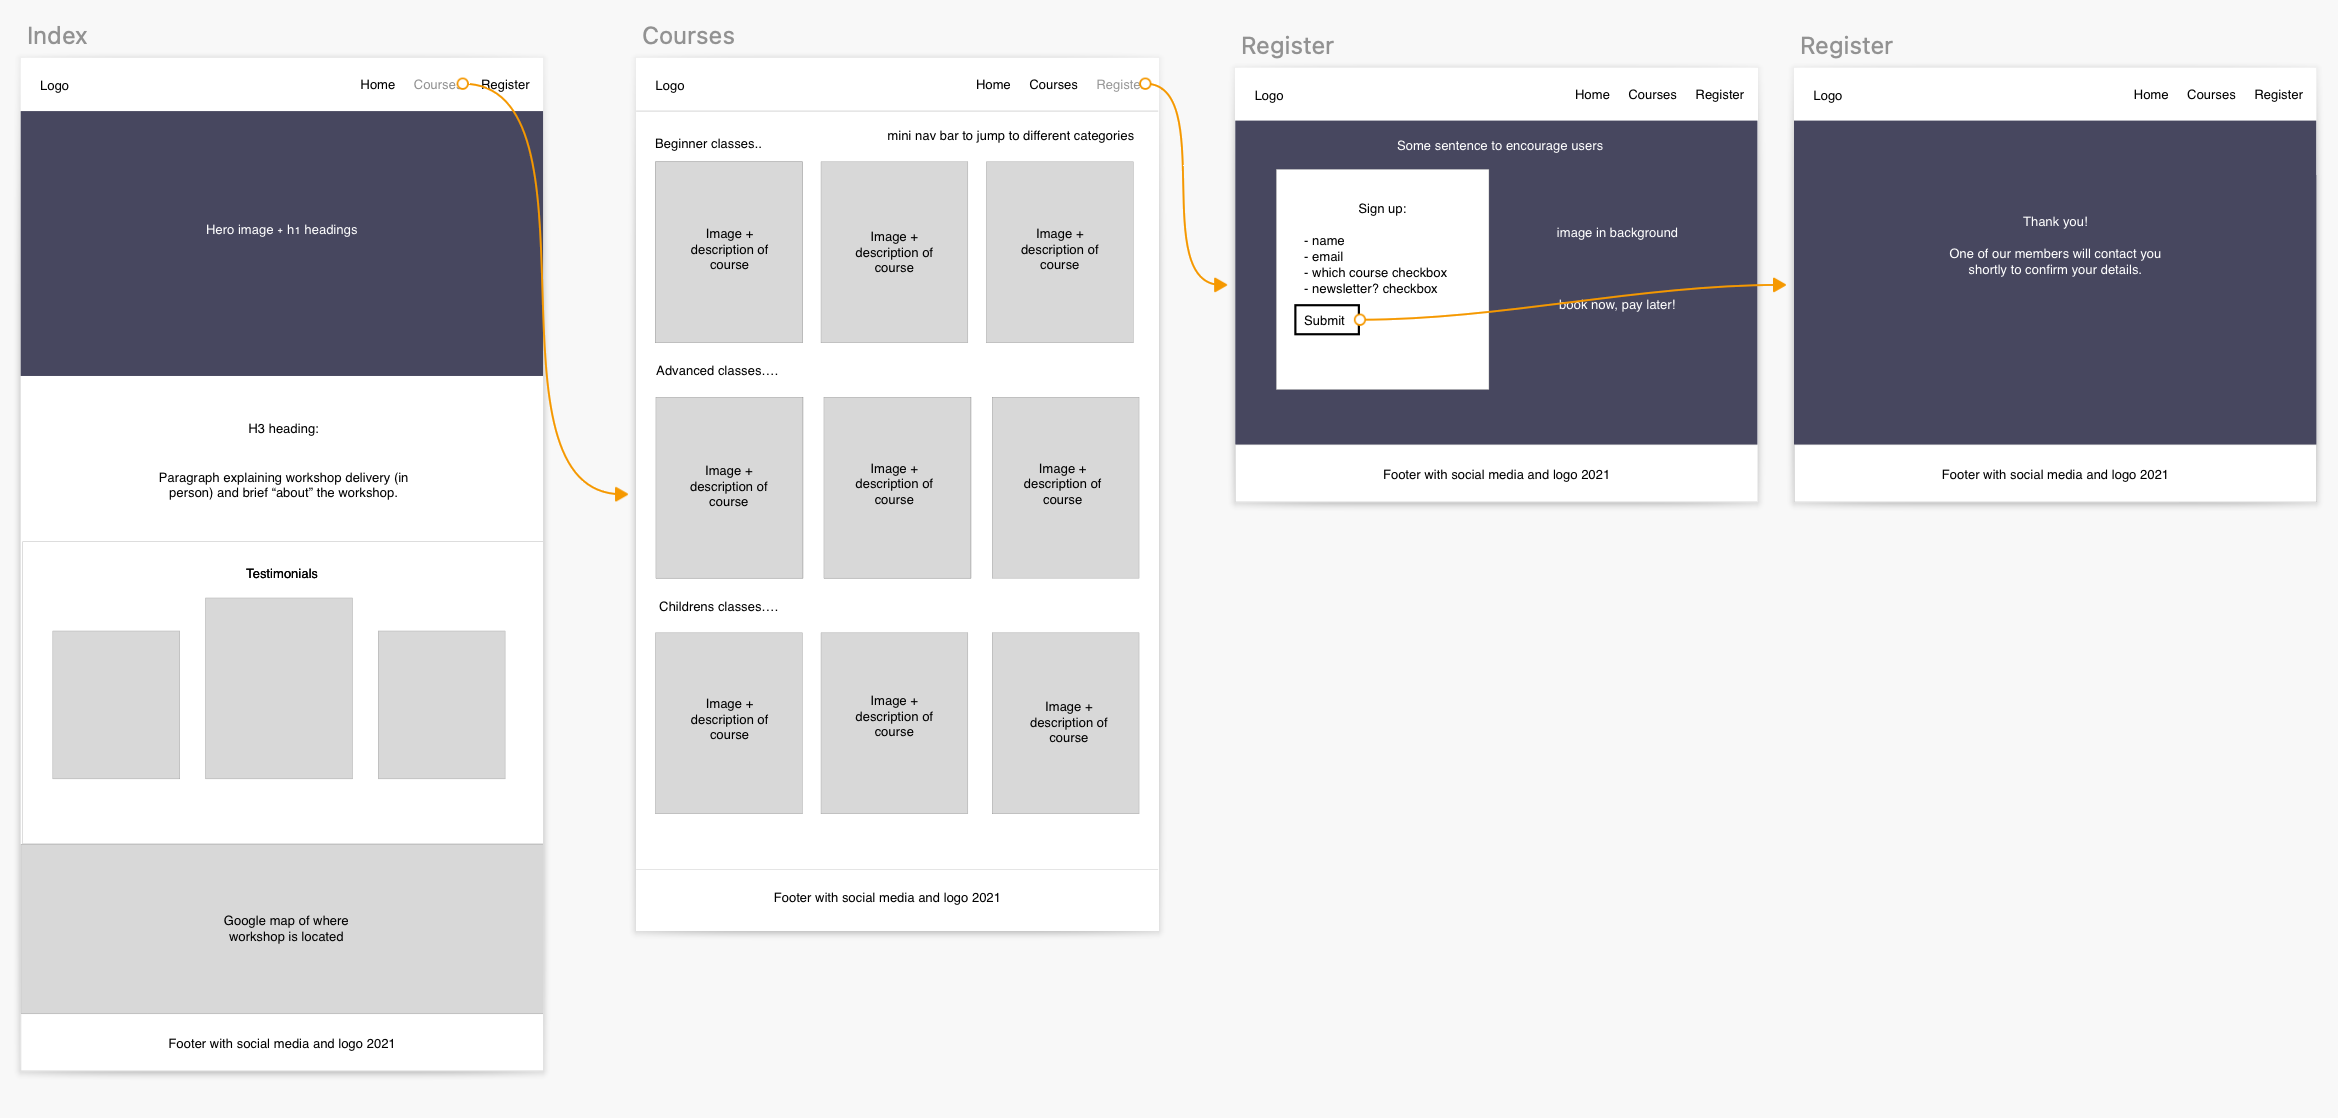 Index
Logo
Home Courses Register
Hero image + h1 headings
H3 heading:
Paragraph explaining workshop delivery (in
person) and brief “about” the workshop.
Testimonials
Google map of where
workshop is located
Footer with social media and logo 2021
Courses
Logo
Home Courses Register
mini nav bar to jump to different categories
Beginner classes..
Image +
description of
course
Image +
description of
course
Image +
description of
course
Advanced classes....
Image +
description of
course
Image +
description of
course
Image +
description of
course
Childrens classes....
Image +
description of
course
Image +
description of
course
Image +
description of
course
Footer with social media and logo 2021
Register
Logo
Home Courses Register
Some sentence to encourage users
Sign up:
- name
- email
- which course checkbox
- newsletter? checkbox
Submit
image in background
book now, pay later!
Footer with social media and logo 2021
Register
Logo
Home Courses Register
Thank you!
One of our members will contact you
shortly to confirm your details.
Footer with social media and logo 2021